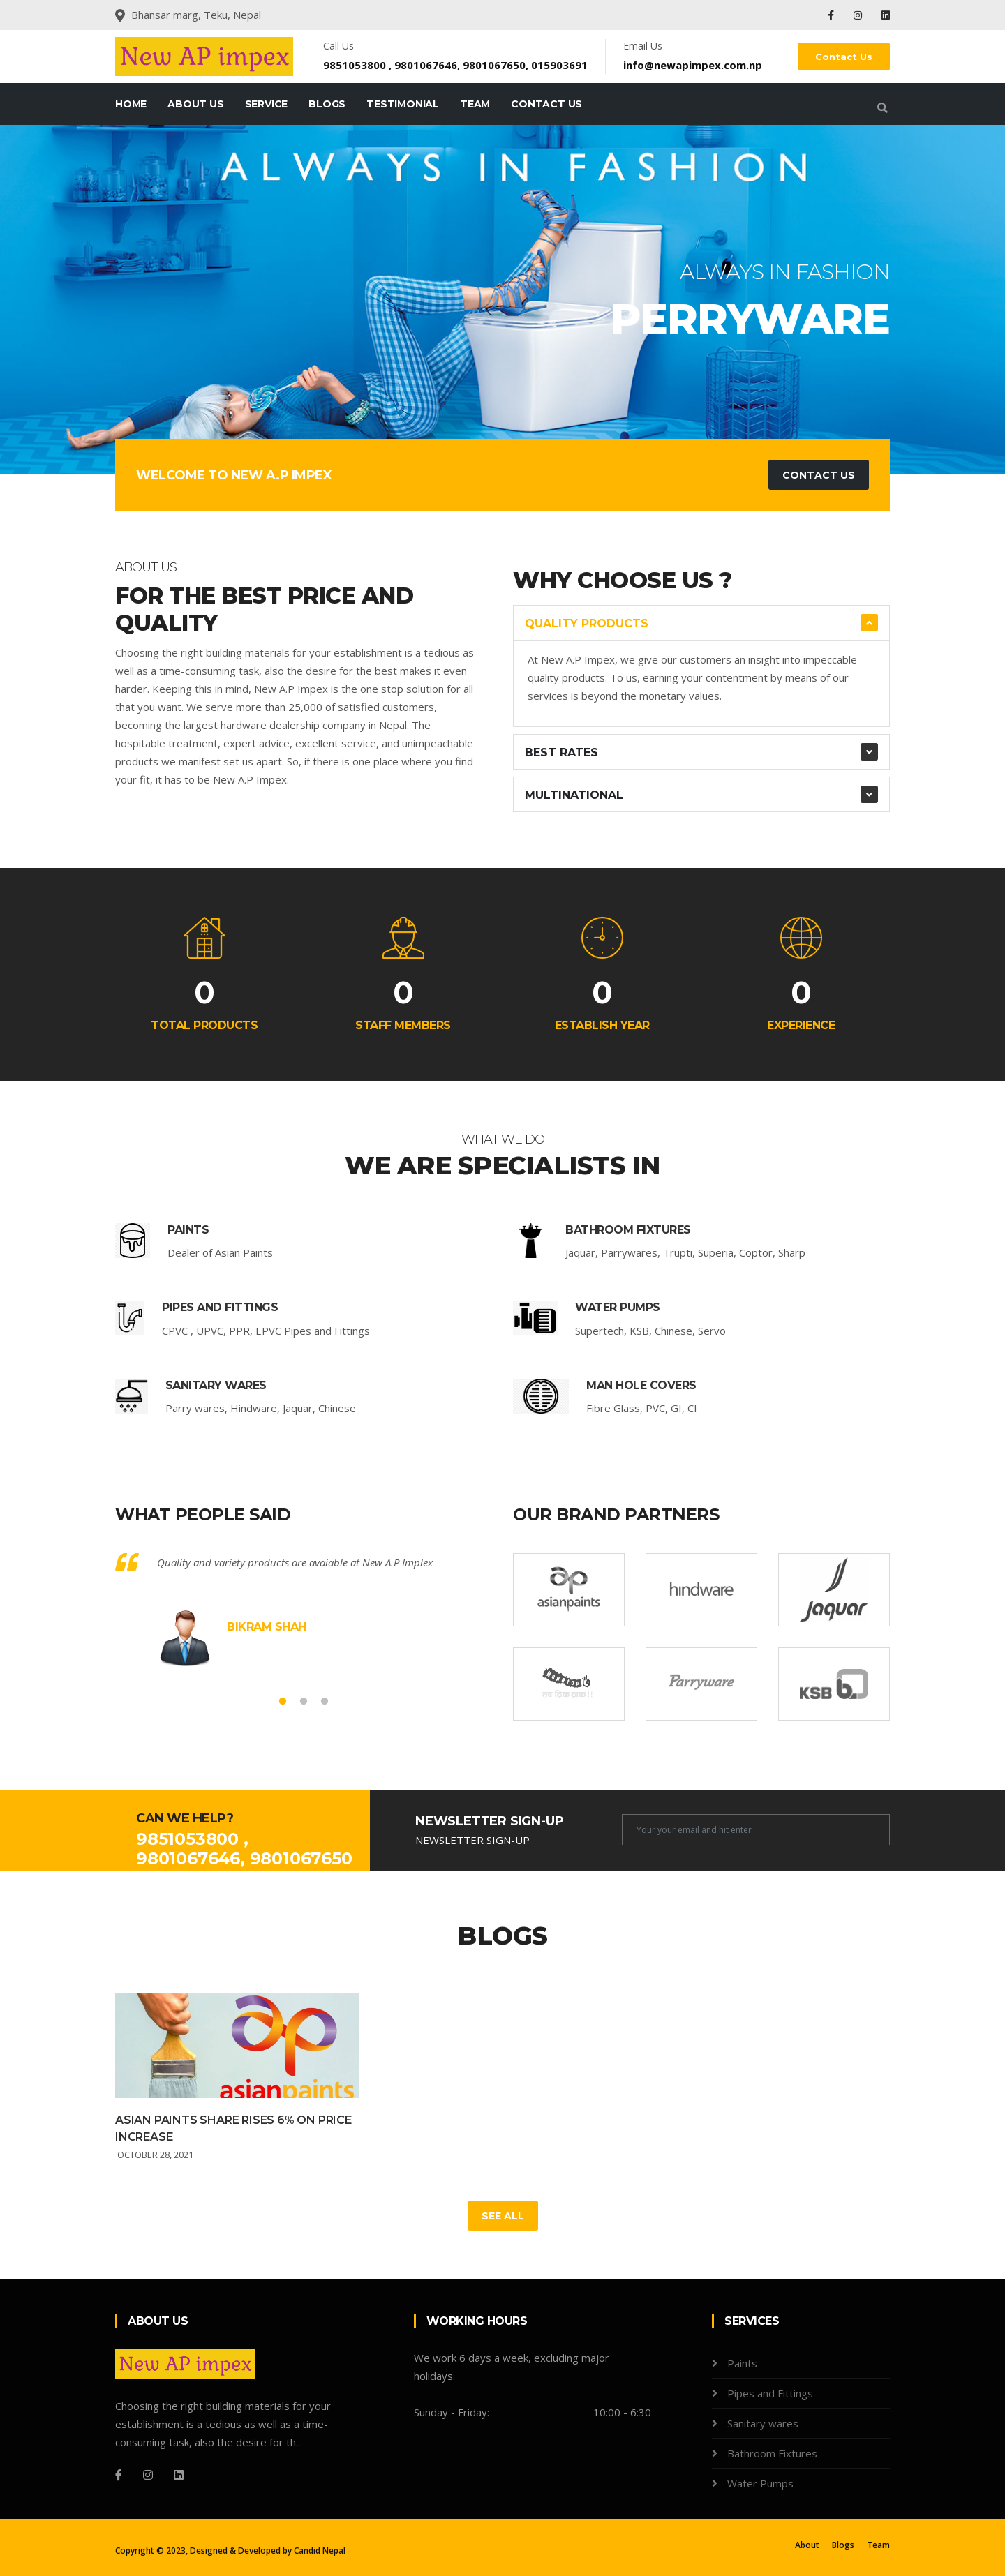 Bhansar marg, Teku, Nepal
New AP impex
Call Us
9851053800 , 9801067646, 9801067650, 015903691
Email Us
info@newapimpex.com.np
Contact Us
HOME ABOUT US SERVICE BLOGS TESTIMONIAL TEAM CONTACT US
ALWAYS IN FASHION
ALWAYS IN FASHION
PERRYWARE
WELCOME TO NEW A.P IMPEX
CONTACT US
ABOUT US
FOR THE BEST PRICE AND
QUALITY
Choosing the right building materials for your establishment is a tedious as
well as a time-consuming task, also the desire for the best makes it even
harder. Keeping this in mind, New A.P Impex is the one stop solution for all
that you want. We serve more than 25,000 of satisfied customers,
becoming the largest hardware dealership company in Nepal. The
hospitable treatment, expert advice, excellent service, and unimpeachable
products we manifest set us apart. So, if there is one place where you find
your fit, it has to be New A.P Impex.
WHY CHOOSE US ?
QUALITY PRODUCTS
At New A.P Impex, we give our customers an insight into impeccable
quality products. To us, earning your contentment by means of our
services is beyond the monetary values.
BEST RATES
MULTINATIONAL
0
TOTAL PRODUCTS
0
STAFF MEMBERS
0
ESTABLISH YEAR
0
EXPERIENCE
WHAT WE DO
WE ARE SPECIALISTS IN
PAINTS
Dealer of Asian Paints
BATHROOM FIXTURES
Jaquar, Parrywares, Trupti, Superia, Coptor, Sharp
PIPES AND FITTINGS
CPVC , UPVC, PPR, EPVC Pipes and Fittings
WATER PUMPS
Supertech, KSB, Chinese, Servo
SANITARY WARES
Parry wares, Hindware, Jaquar, Chinese
MAN HOLE COVERS
Fibre Glass, PVC, GI, CI
WHAT PEOPLE SAID
Quality and variety products are avaiable at New A.P Implex
BIKRAM SHAH
OUR BRAND PARTNERS
asianpaints
hindware
Jaquar
Parryware
KSB
CAN WE HELP?
9851053800 ,
9801067646, 9801067650
NEWSLETTER SIGN-UP
NEWSLETTER SIGN-UP
Your your email and hit enter
BLOGS
ap
asianpaints
ASIAN PAINTS SHARE RISES 6% ON PRICE
INCREASE
OCTOBER 28, 2021
SEE ALL
ABOUT US
New AP impex
Choosing the right building materials for your
establishment is a tedious as well as a time-
consuming task, also the desire for th...
WORKING HOURS
We work 6 days a week, excluding major
holidays.
Sunday - Friday: 10:00 - 6:30
SERVICES
Paints
Pipes and Fittings
Sanitary wares
Bathroom Fixtures
Water Pumps
Copyright © 2023, Designed & Developed by Candid Nepal
About Blogs Team